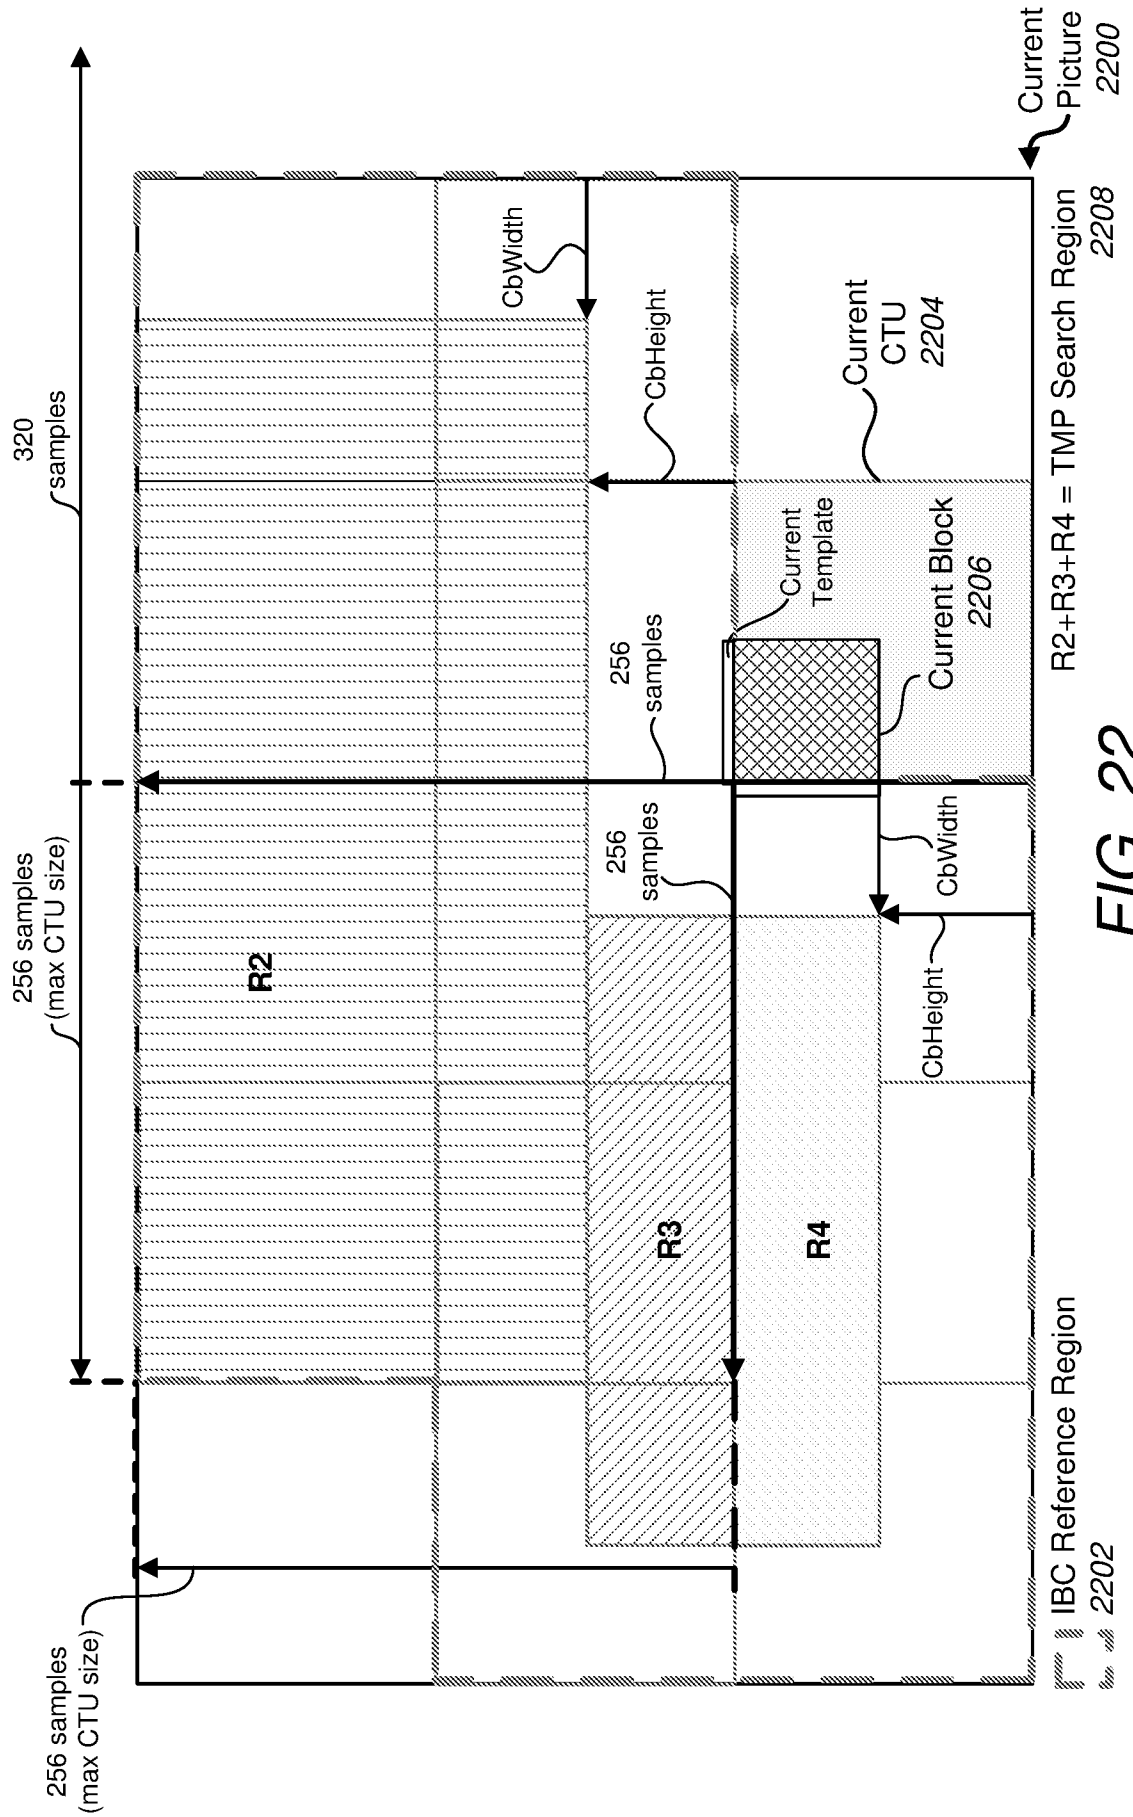 256 samples
(max CTU size)
256 samples
(max CTU size)
320
samples
R2
R3
R4
256
samples
256
samples
CbWidth
CbHeight
CbWidth
CbHeight
Current
Template
Current Block
2206
Current
CTU
2204
Current
Picture
2200
IBC Reference Region
2202
R2+R3+R4 = TMP Search Region
2208
FIG. 22